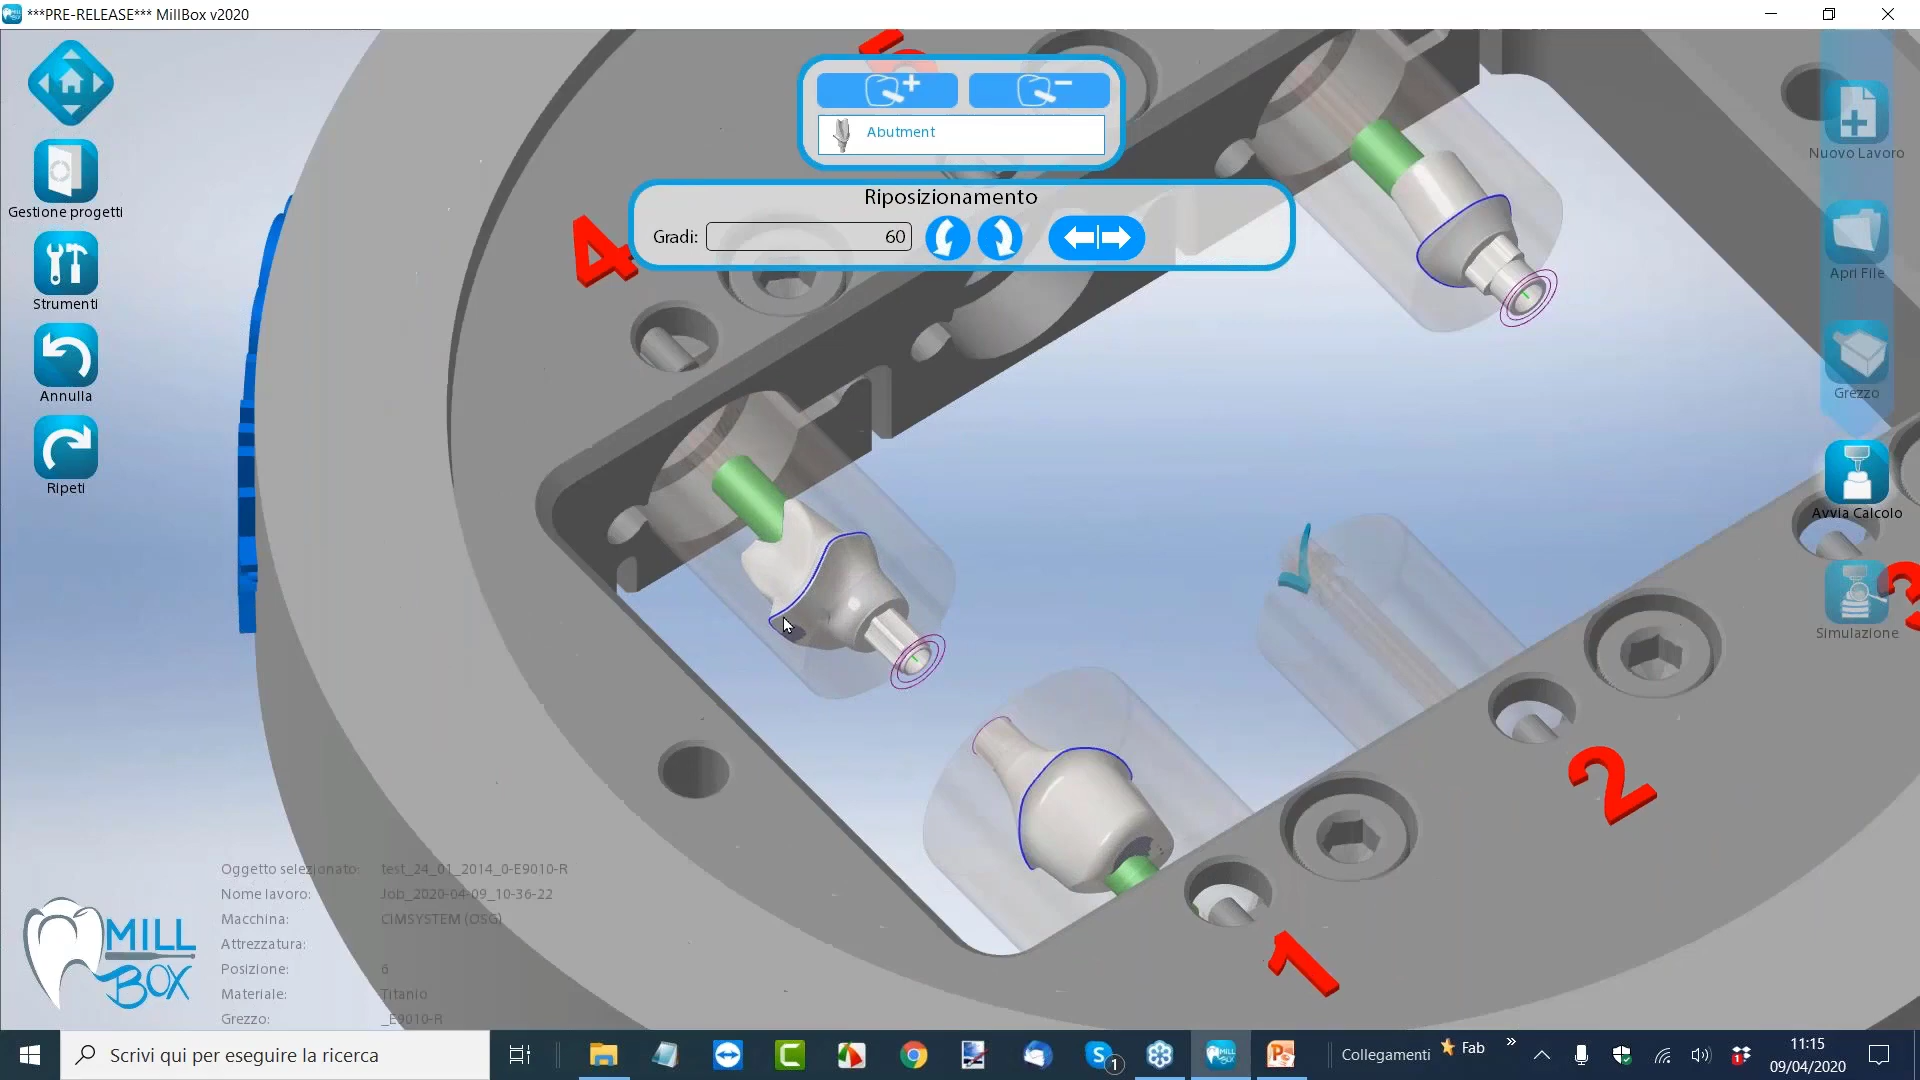 ***PRE-RELEASE*** MillBox v2020
Abutment
Riposizionamento
Gradi: 60
Gestione progetti
Strumenti
Annulla
Ripeti
Nuovo Lavoro
Apri File
Grezzo
Avvia Calcolo
Simulazione
4
3
2
1
MILL
BOX
Oggetto selezionato: test_24_01_2014_0-E9010-R
Nome lavoro: Job_2020-04-09_10-36-22
Macchina: CIMSYSTEM (OSG)
Attrezzatura:
Posizione: 6
Materiale: Titanio
Grezzo: _E9010-R
Scrivi qui per eseguire la ricerca
Collegamenti
Fab
11:15
09/04/2020